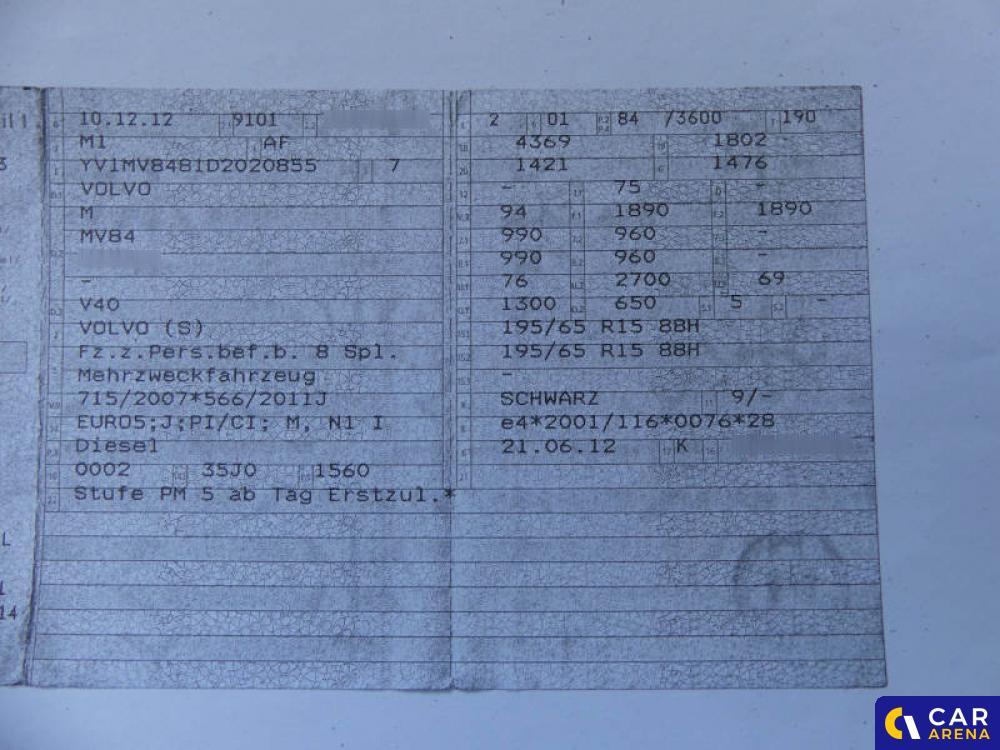 10.12.12 9101 2 01 84 /3600 190
M1 AF 4369 1802
YV1MV8481D2020855 7 1421 1476
VOLVO - 75 -
M 94 1890 1890
MV84 990 960 -
990 960 -
- 76 2700 69
V40 1300 650 5 -
VOLVO (S) 195/65 R15 88H
Fz.z.Pers.bef.b. 8 Spl. 195/65 R15 88H
Mehrzweckfahrzeug -
715/2007*566/2011J SCHWARZ 9/-
EURO5;J;PI/CI; M, N1 I e4*2001/116*0076*28
Diesel 21.06.12 K
0002 35J0 1560
Stufe PM 5 ab Tag Erstzul.*
L
14
CAR
ARENA